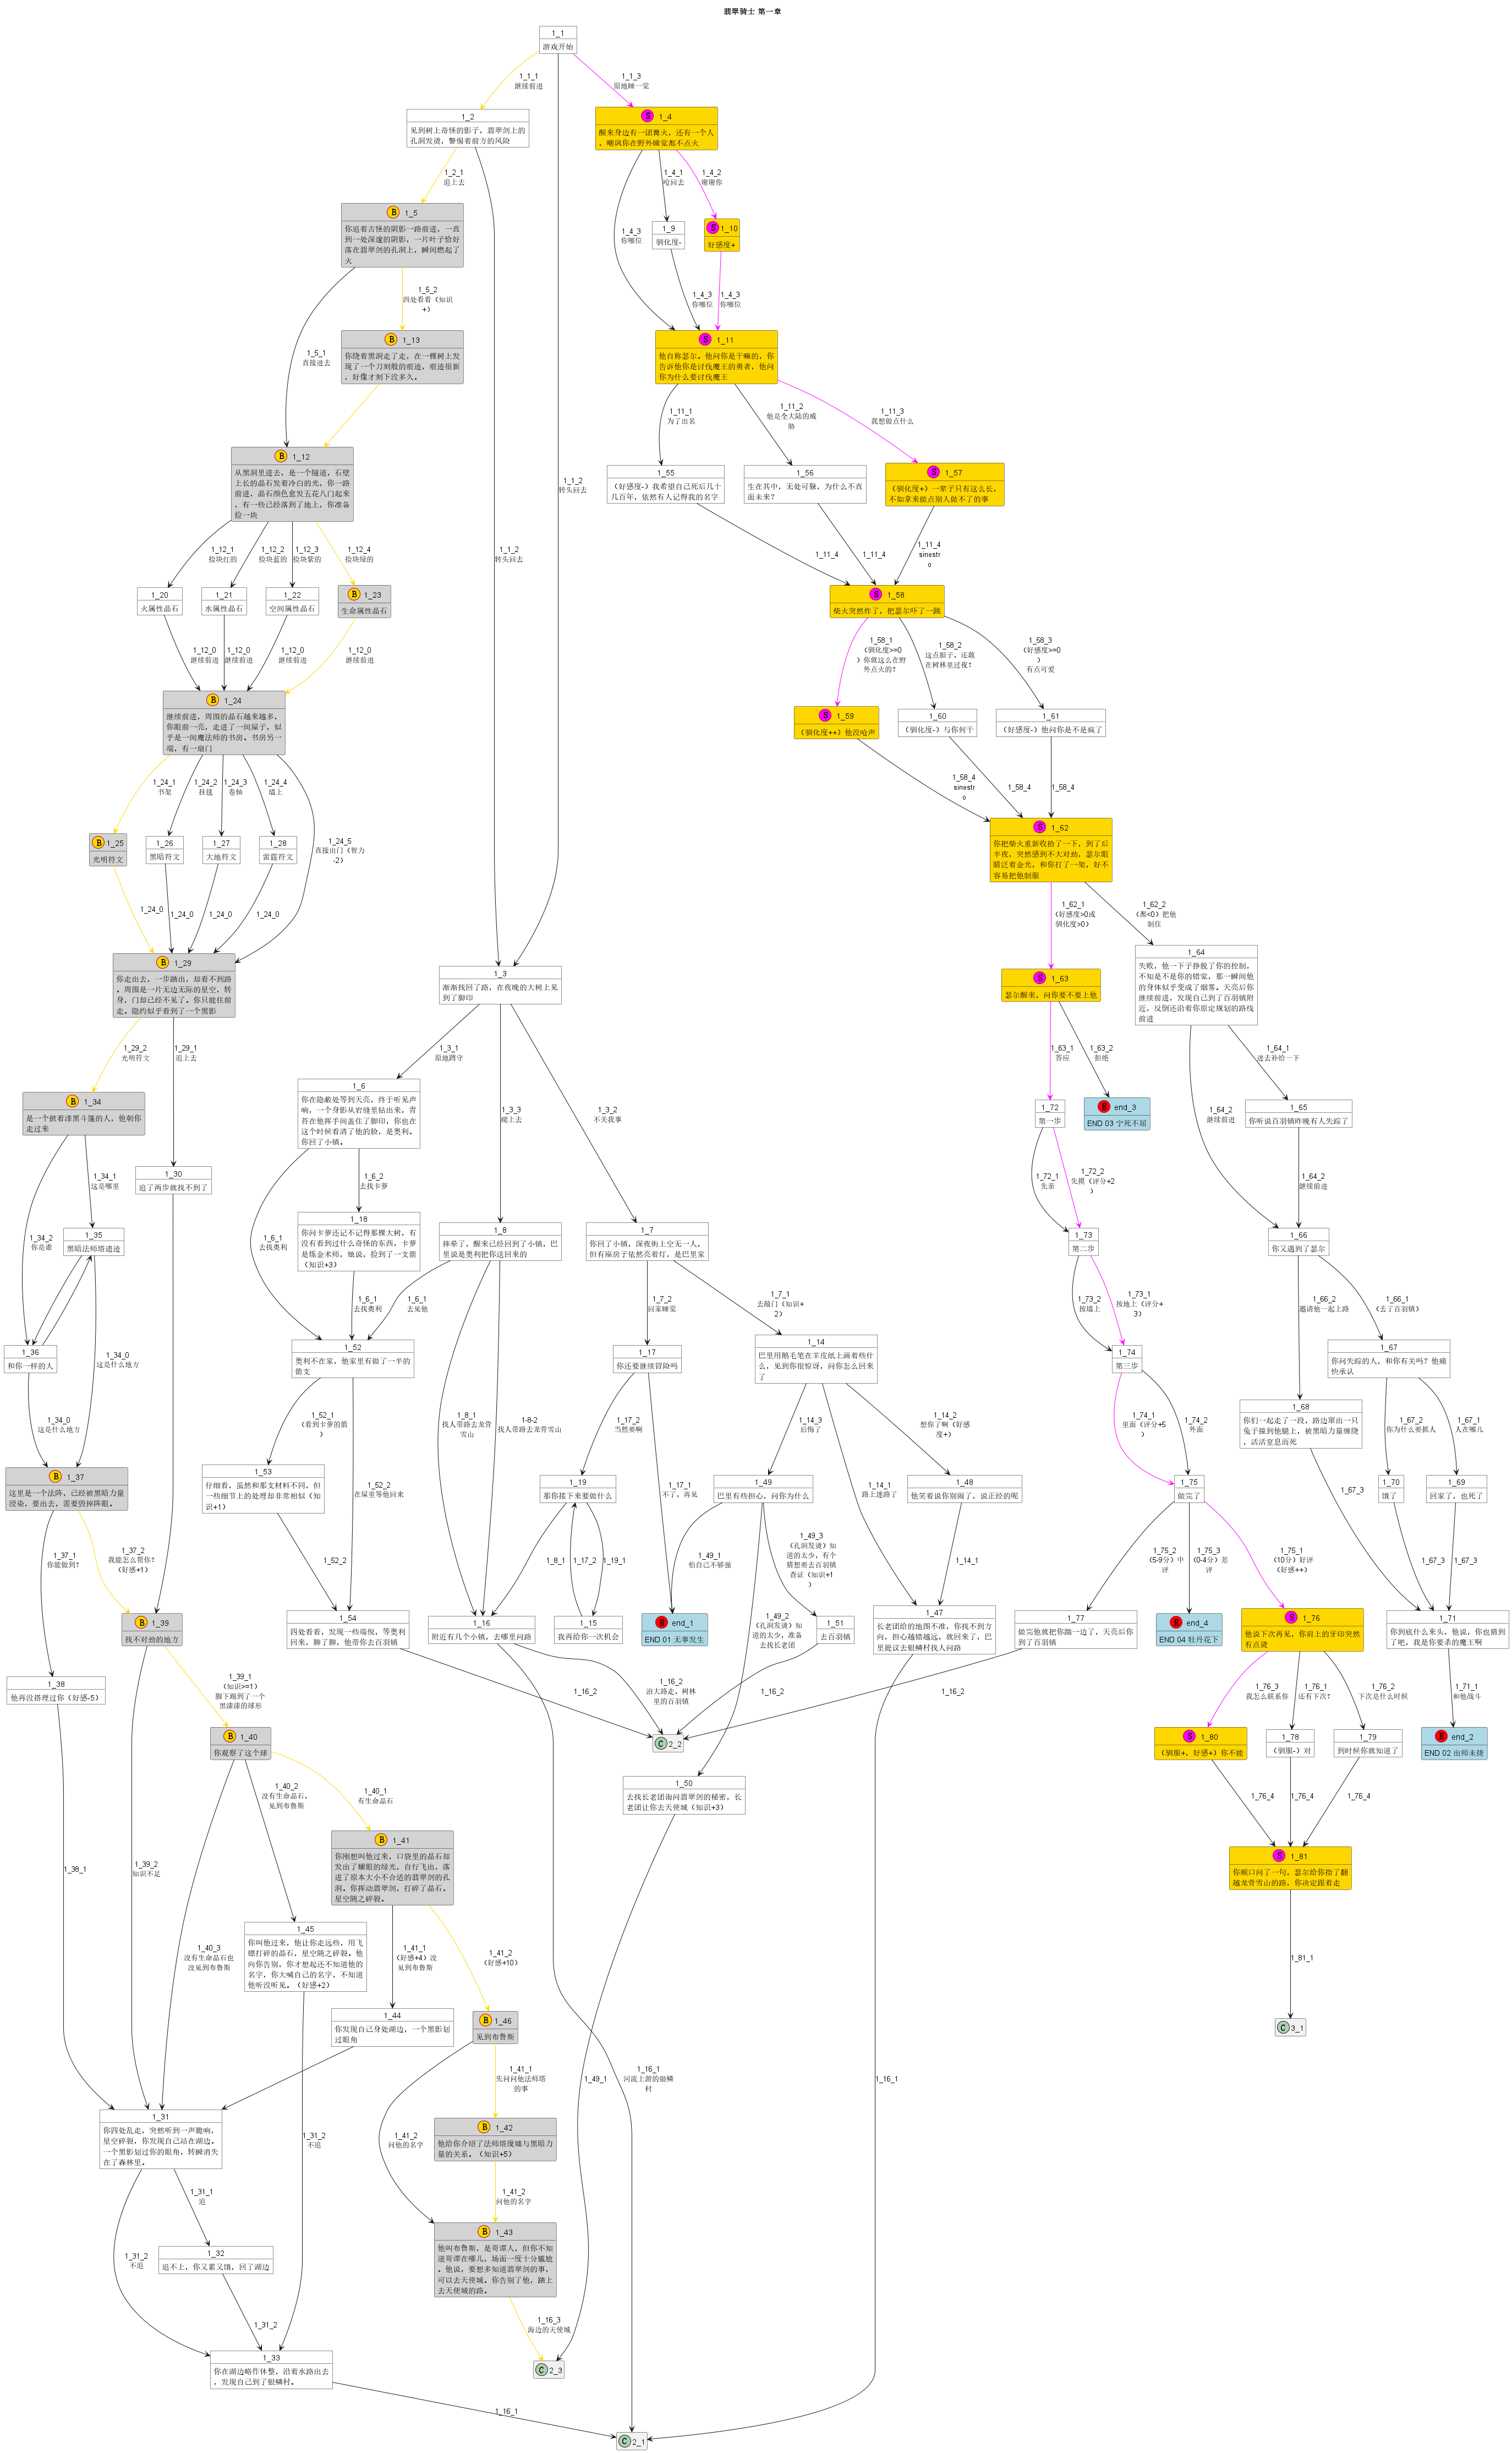 翡翠骑士 第一章
1_1
游戏开始
1_1_1
继续前进
1_1_3
原地睡一觉
1_2
见到树上奇怪的影子，翡翠剑上的
孔洞发烫，警惕着前方的风险
S 1_4
醒来身边有一团篝火，还有一个人
，嘲讽你在野外睡觉都不点火
1_2_1
追上去
1_4_1
呛回去
1_4_2
谢谢你
B 1_5
你追着古怪的阴影一路前进，一直
到一处深邃的阴影，一片叶子恰好
落在翡翠剑的孔洞上，瞬间燃起了
火
1_4_3
你哪位
1_9
驯化度-
S 1_10
好感度+
1_5_2
四处看看（知识
+）
1_4_3
你哪位
1_4_3
你哪位
1_5_1
直接进去
B 1_13
你绕着黑洞走了走，在一棵树上发
现了一个刀刻般的痕迹，痕迹很新
，好像才刻下没多久。
S 1_11
他自称瑟尔。他问你是干嘛的，你
告诉他你是讨伐魔王的勇者，他问
你为什么要讨伐魔王
1_11_1
为了出名
1_11_2
他是全大陆的威
胁
1_11_3
我想做点什么
B 1_12
从黑洞里进去，是一个隧道，石壁
上长的晶石发着冷白的光，你一路
前进，晶石颜色愈发五花八门起来
，有一些已经落到了地上，你准备
捡一块
1_1_2
转头回去
1_1_2
转头回去
1_55
（好感度-）我希望自己死后几十
几百年，依然有人记得我的名字
1_56
生在其中，无处可躲，为什么不直
面未来？
S 1_57
（驯化度+）一辈子只有这么长，
不如拿来做点别人做不了的事
1_12_1
捡块红的
1_12_2
捡块蓝的
1_12_3
捡块紫的
1_12_4
捡块绿的
1_11_4
1_11_4
1_11_4
sinestr
o
1_20
火属性晶石
1_21
水属性晶石
1_22
空间属性晶石
B 1_23
生命属性晶石
S 1_58
柴火突然炸了，把瑟尔吓了一跳
1_12_0
继续前进
1_12_0
继续前进
1_12_0
继续前进
1_12_0
继续前进
1_58_1
（驯化度>=0
）你就这么在野
外点火的？
1_58_2
这点胆子，还敢
在树林里过夜？
1_58_3
（好感度>=0
）
有点可爱
B 1_24
继续前进，周围的晶石越来越多，
你眼前一亮，走进了一间屋子，似
乎是一间魔法师的书房。书房另一
端，有一扇门
S 1_59
（驯化度++）他没吭声
1_60
（驯化度-）与你何干
1_61
（好感度-）他问你是不是疯了
1_24_1
书架
1_24_2
挂毯
1_24_3
卷轴
1_24_4
墙上
1_24_5
直接出门（智力
-2）
1_58_4
sinestr
o
1_58_4
1_58_4
B 1_25
光明符文
1_26
黑暗符文
1_27
大地符文
1_28
雷霆符文
S 1_62
你把柴火重新收拾了一下，到了后
半夜，突然感到不大对劲，瑟尔眼
睛泛着金光，和你打了一架，好不
容易把他制服
1_24_0
1_24_0
1_24_0
1_24_0
1_62_1
（好感度>0或
驯化度>0）
1_62_2
（都<0）把他
制住
B 1_29
你走出去，一步踏出，却看不到路
，周围是一片无边无际的星空，转
身，门却已经不见了。你只能往前
走。隐约似乎看到了一个黑影
1_3
渐渐找回了路，在夜晚的大树上见
到了脚印
S 1_63
瑟尔醒来，问你要不要上他
1_64
失败，他一下子挣脱了你的控制，
不知是不是你的错觉，那一瞬间他
的身体似乎变成了烟雾。天亮后你
继续前进，发现自己到了百羽镇附
近，反倒还沿着你原定规划的路线
前进
1_29_2
光明符文
1_29_1
追上去
1_3_1
原地蹲守
1_63_1
答应
1_63_2
拒绝
1_64_1
进去补给一下
B 1_34
是一个披着漆黑斗篷的人，他朝你
走过来
1_6
你在隐蔽处等到天亮，终于听见声
响，一个身影从岩缝里钻出来，青
苔在他挥手间盖住了脚印，你也在
这个时候看清了他的脸，是奥利。
你回了小镇。
1_3_3
爬上去
1_3_2
不关我事
1_72
第一步
R end_3
END 03 宁死不屈
1_64_2
继续前进
1_65
你听说百羽镇昨晚有人失踪了
1_34_1
这是哪里
1_30
追了两步就找不到了
1_6_2
去找卡萝
1_72_1
先亲
1_72_2
先摸（评分+2
）
1_64_2
继续前进
1_34_2
你是谁
1_35
黑暗法师塔遗迹
1_6_1
去找奥利
1_18
你问卡萝还记不记得那棵大树，有
没有看到过什么奇怪的东西，卡萝
是炼金术师，她说，捡到了一支箭
（知识+3）
1_8
摔晕了，醒来已经回到了小镇，巴
里说是奥利把你送回来的
1_7
你回了小镇，深夜街上空无一人，
但有座房子依然亮着灯，是巴里家
1_73
第二步
1_66
你又遇到了瑟尔
1_6_1
去找奥利
1_6_1
去见他
1_7_2
回家睡觉
1_7_1
去敲门（知识+
2）
1_73_2
按墙上
1_73_1
按地上（评分+
3）
1_66_2
邀请他一起上路
1_66_1
（去了百羽镇）
1_36
和你一样的人
1_34_0
这是什么地方
1_52
奥利不在家，他家里有做了一半的
箭支
1_17
你还要继续冒险吗
1_14
巴里用鹅毛笔在羊皮纸上画着些什
么，见到你很惊讶，问你怎么回来
了
1_74
第三步
1_67
你问失踪的人，和你有关吗？他痛
快承认
1_34_0
这是什么地方
1_52_1
（看到卡萝的箭
）
1_8_1
找人带路去龙骨
雪山
1-8-2
找人带路去龙骨雪山
1_17_2
当然要啊
1_14_3
后悔了
1_14_2
想你了啊（好感
度+）
1_74_1
里面（评分+5
）
1_74_2
外面
1_68
你们一起走了一段，路边窜出一只
兔子撞到他腿上，被黑暗力量缠绕
，活活窒息而死
1_67_2
你为什么要抓人
1_67_1
人在哪儿
B 1_37
这里是一个法阵，已经被黑暗力量
浸染，要出去，需要毁掉阵眼。
1_53
仔细看，虽然和那支材料不同，但
一些细节上的处理却非常相似（知
识+1）
1_52_2
在屋里等他回来
1_19
那你接下来要做什么
1_17_1
不了，再见
1_49
巴里有些担心，问你为什么
1_14_1
路上迷路了
1_48
他笑着说你别闹了，说正经的呢
1_75
做完了
1_70
饿了
1_69
回家了，也死了
1_37_1
你能做到？
1_37_2
我能怎么帮你？
（好感+1）
1_52_2
1_8_1
1_17_2
1_19_1
1_49_1
怕自己不够强
1_49_3
（孔洞发烫）知
道的太少，有个
猜想要去百羽镇
查证（知识+1
）
1_14_1
1_75_2
（5-9分）中
评
1_75_3
（0-4分）差
评
1_75_1
（10分）好评
（好感++）
1_67_3
1_67_3
1_67_3
B 1_39
找不对劲的地方
1_54
四处看看，发现一些端倪，等奥利
回来，聊了聊，他带你去百羽镇
1_16
附近有几个小镇，去哪里问路
1_15
我再给你一次机会
R end_1
END 01 无事发生
1_49_2
（孔洞发烫）知
道的太少，准备
去找长老团
1_51
去百羽镇
1_47
长老团给的地图不准，你找不到方
向，担心越错越远，就回来了，巴
里提议去银鳞村找人问路
1_77
做完他就把你踹一边了，天亮后你
到了百羽镇
R end_4
END 04 牡丹花下
S 1_76
他说下次再见，你肩上的牙印突然
有点烫
1_71
你到底什么来头，他说，你也猜到
了吧，我是你要杀的魔王啊
1_38
他再没搭理过你（好感-5）
1_39_1
（知识>=1）
脚下踢到了一个
黑漆漆的球形
1_16_2
1_16_2
沿大路走，树林
里的百羽镇
1_16_2
1_16_2
1_76_3
我怎么联系你
1_76_1
还有下次？
1_76_2
下次是什么时候
1_71_1
和他战斗
B 1_40
你观察了这个球
C 2_2
S 1_80
（驯服+，好感+）你不能
1_78
（驯服-）对
1_79
到时候你就知道了
R end_2
END 02 出师未捷
1_40_2
没有生命晶石，
见到布鲁斯
1_40_1
有生命晶石
1_50
去找长老团询问翡翠剑的秘密，长
老团让你去天使城（知识+3）
1_76_4
1_76_4
1_76_4
1_38_1
1_39_2
知识不足
B 1_41
你刚想叫他过来，口袋里的晶石却
发出了耀眼的绿光，自行飞出，落
进了原本大小不合适的翡翠剑的孔
洞。你挥动翡翠剑，打碎了晶石。
星空随之碎裂。
S 1_81
你顺口问了一句，瑟尔给你指了翻
越龙骨雪山的路，你决定跟着走
1_40_3
没有生命晶石也
没见到布鲁斯
1_45
你叫他过来，他让你走远些，用飞
镖打碎的晶石，星空随之碎裂。他
向你告别，你才想起还不知道他的
名字，你大喊自己的名字，不知道
他听没听见。（好感+2）
1_41_1
（好感+4）没
见到布鲁斯
1_41_2
（好感+10）
1_81_1
1_44
你发现自己身处湖边，一个黑影划
过眼角
B 1_46
见到布鲁斯
C 3_1
1_41_1
先问问他法师塔
的事
1_49_1
1_16_1
河流上游的银鳞
村
1_16_1
1_31
你四处乱走，突然听到一声脆响，
星空碎裂，你发现自己站在湖边。
一个黑影划过你的眼角，转瞬消失
在了森林里。
1_31_2
不追
1_41_2
问他的名字
B 1_42
他给你介绍了法师塔废墟与黑暗力
量的关系。（知识+5）
1_31_1
追
1_41_2
问他的名字
1_31_2
不追
1_32
追不上，你又累又饿，回了湖边
B 1_43
他叫布鲁斯，是哥谭人，但你不知
道哥谭在哪儿，场面一度十分尴尬
。他说，要想多知道翡翠剑的事，
可以去天使城。你告别了他，踏上
去天使城的路。
1_31_2
1_16_3
海边的天使城
1_33
你在湖边略作休整，沿着水路出去
，发现自己到了银鳞村。
C 2_3
1_16_1
C 2_1